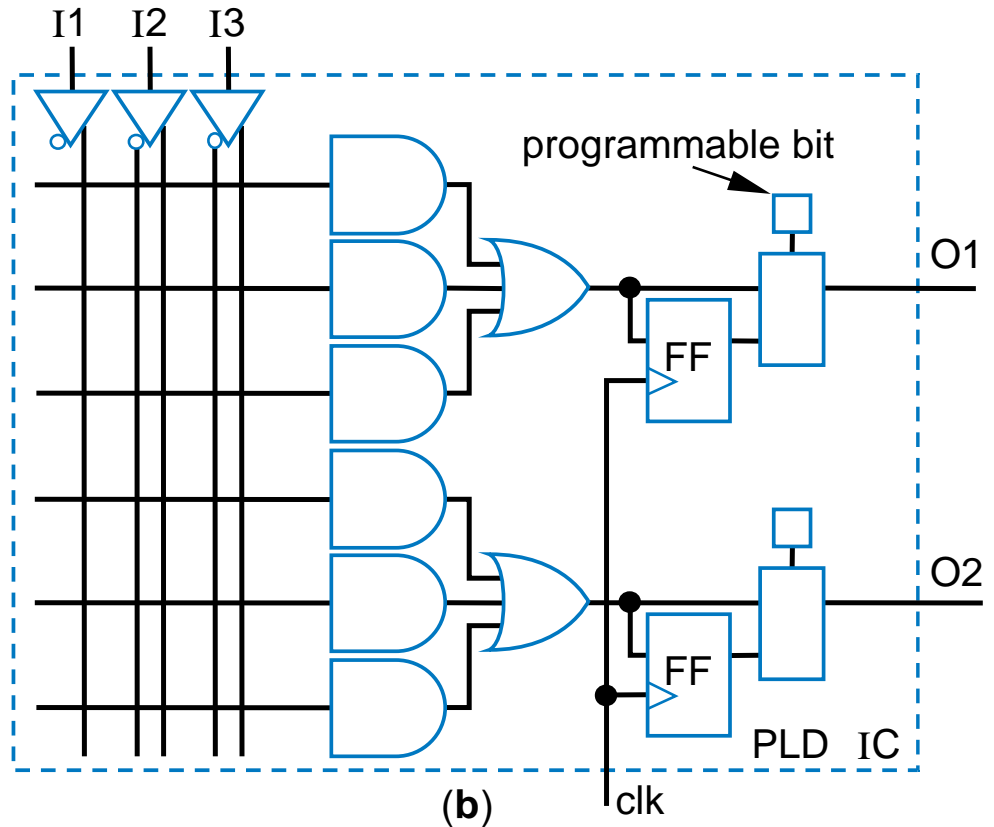 I1 I2 I3
programmable bit
O1
FF
O2
FF
PLD IC
(b)
clk